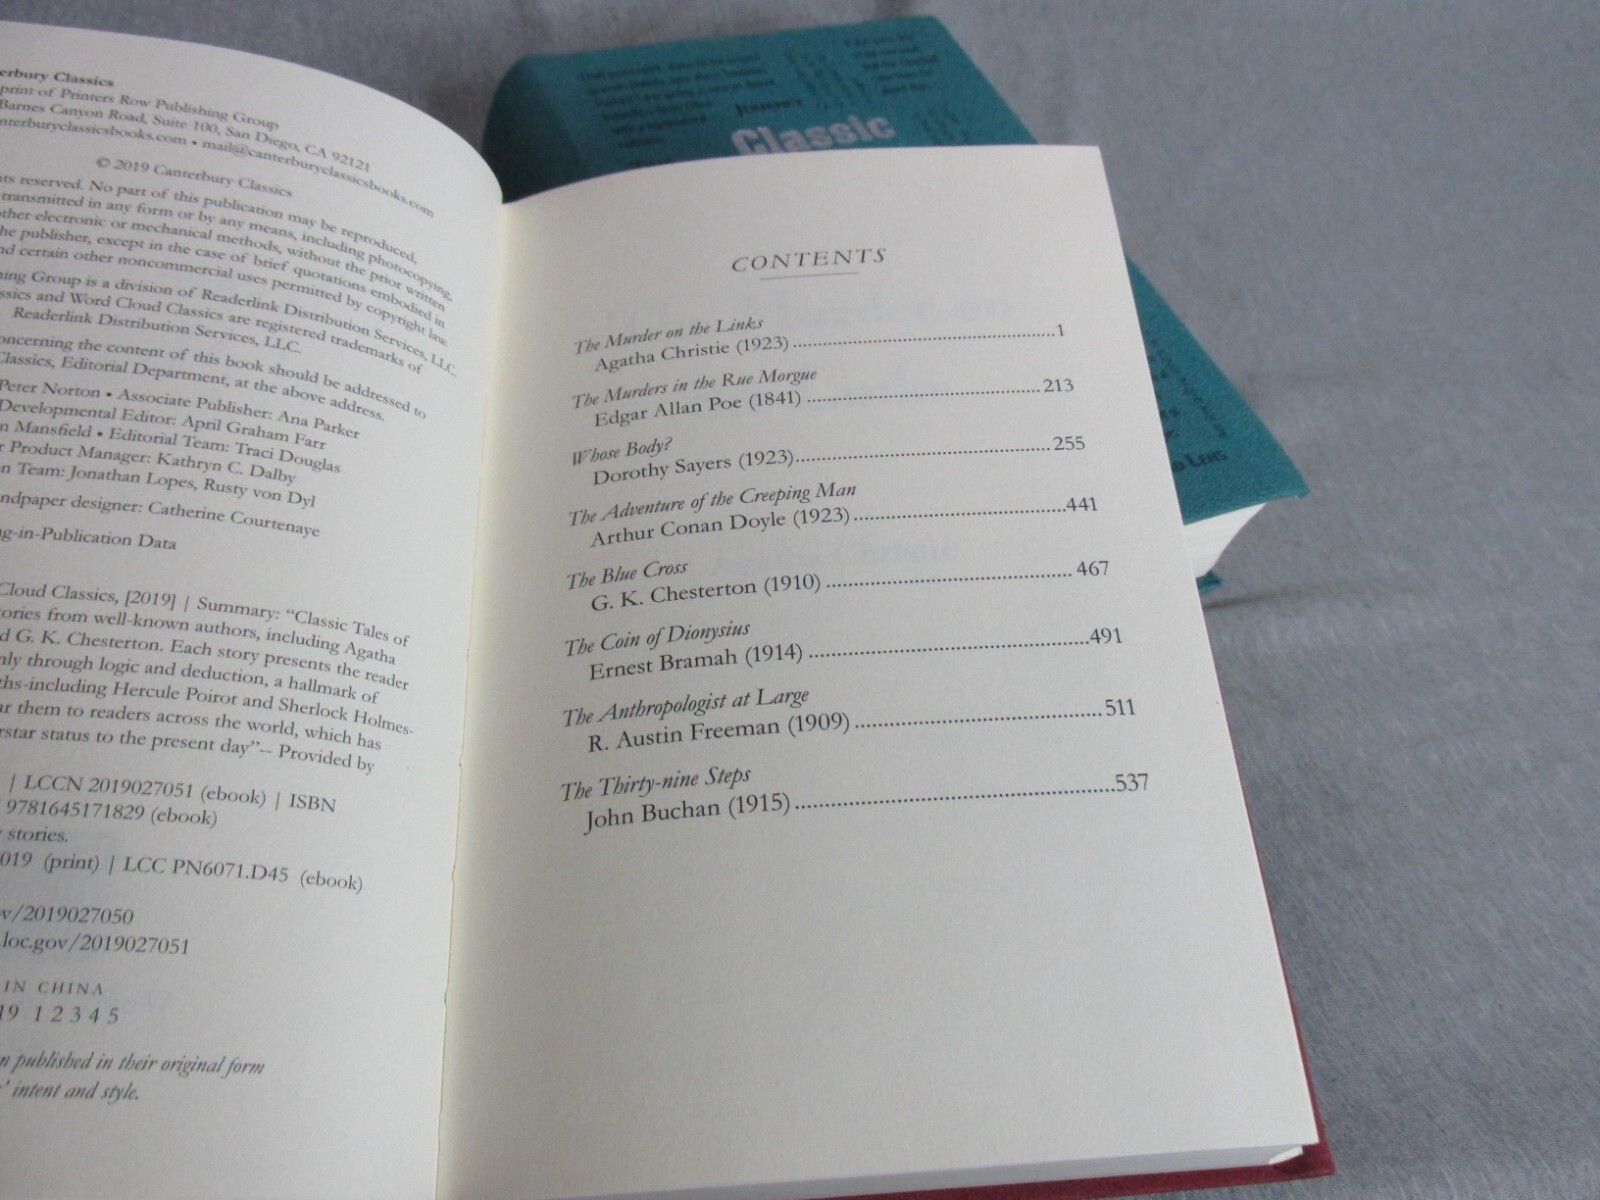 erbury Classics
print of Printers Row Publishing Group
Barnes Canyon Road, Suite 100, San Diego, CA 92121
nterburyclassicsbooks.com • mail@canterburyclassicsbooks.com
© 2019 Canterbury Classics
ts reserved. No part of this publication may be reproduced,
transmitted in any form or by any means, including photocopying,
ther electronic or mechanical methods, without the prior written
he publisher, except in the case of brief quotations embodied in
nd certain other noncommercial uses permitted by copyright law.
ning Group is a division of Readerlink Distribution Services, LLC.
ssics and Word Cloud Classics are registered trademarks of
Readerlink Distribution Services, LLC.
oncerning the content of this book should be addressed to
Classics, Editorial Department, at the above address.
Peter Norton • Associate Publisher: Ana Parker
Developmental Editor: April Graham Farr
n Mansfield • Editorial Team: Traci Douglas
r Product Manager: Kathryn C. Dalby
on Team: Jonathan Lopes, Rusty von Dyl
ndpaper designer: Catherine Courtenaye
g-in-Publication Data
Cloud Classics, [2019] | Summary: “Classic Tales of
tories from well-known authors, including Agatha
d G. K. Chesterton. Each story presents the reader
nly through logic and deduction, a hallmark of
ths-including Hercule Poirot and Sherlock Holmes-
ar them to readers across the world, which has
rstar status to the present day”-- Provided by
| LCCN 2019027051 (ebook) | ISBN
9781645171829 (ebook)
stories.
019 (print) | LCC PN6071.D45 (ebook)
v/2019027050
.loc.gov/2019027051
IN CHINA
19 1 2 3 4 5
n published in their original form
' intent and style.
CONTENTS
The Murder on the Links
Agatha Christie (1923) ........................................1
The Murders in the Rue Morgue
Edgar Allan Poe (1841) ........................................213
Whose Body?
Dorothy Sayers (1923)........................................255
The Adventure of the Creeping Man
Arthur Conan Doyle (1923)...................................441
The Blue Cross
G. K. Chesterton (1910) ........................................467
The Coin of Dionysius
Ernest Bramah (1914) ...........................................491
The Anthropologist at Large
R. Austin Freeman (1909) .....................................511
The Thirty-nine Steps
John Buchan (1915)................................................537
Classic